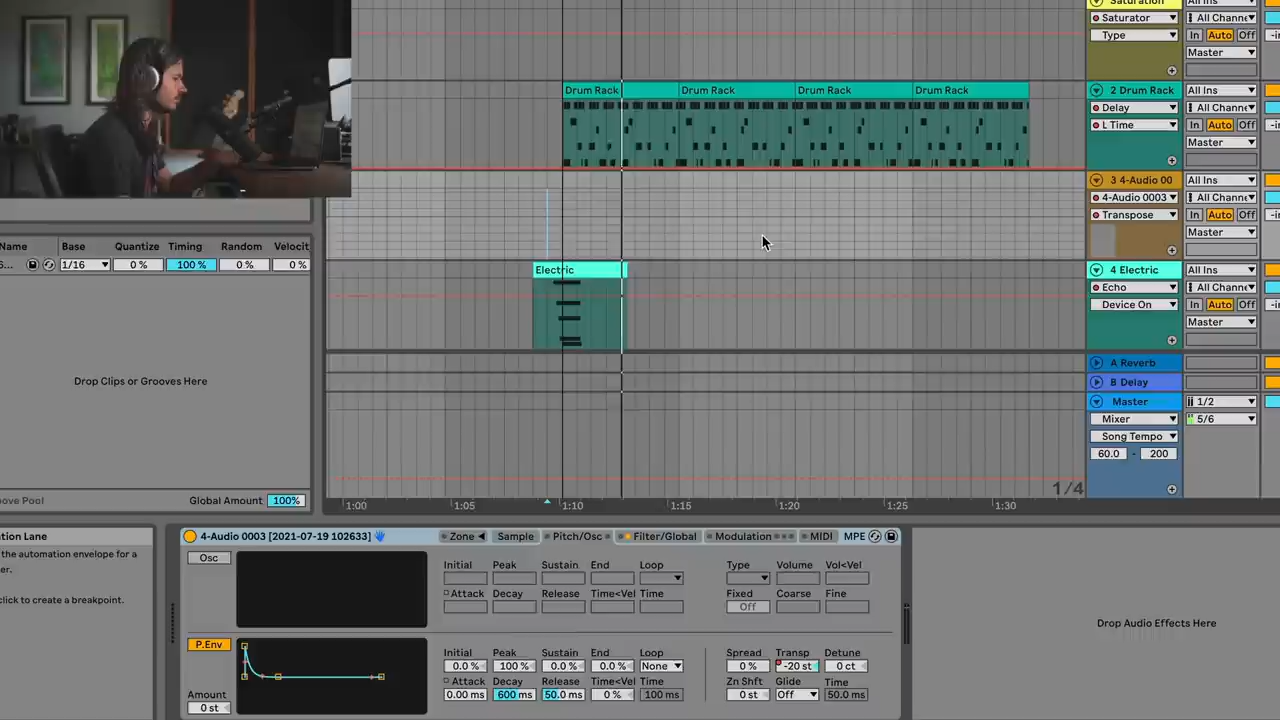 Saturation
All Ins
Saturator
All Channe
Type
In Auto Off
Master
Drum Rack Drum Rack Drum Rack Drum Rack
2 Drum Rack
All Ins
Delay
All Channe
L Time
In Auto Off
Master
3 4-Audio 00
All Ins
4-Audio 0003
All Channe
Transpose
In Auto Off
Master
Name Base Quantize Timing Random Velocit
6... 1/16 0 % 100 % 0 % 0 %
Electric
4 Electric
All Ins
Echo
All Channe
Device On
In Auto Off
Master
Drop Clips or Grooves Here
A Reverb
B Delay
Master
1/2
Mixer
5/6
Song Tempo
60.0 - 200
1/4
ove Pool Global Amount: 100%
1:00 1:05 1:10 1:15 1:20 1:25 1:30
ation Lane
the automation envelope for a
er.
click to create a breakpoint.
4-Audio 0003 [2021-07-19 102633] Zone Sample Pitch/Osc Filter/Global Modulation MIDI MPE
Osc
Initial Peak Sustain End Loop Type Volume Vol<Vel
Attack Decay Release Time<Vel Time Fixed Coarse Fine
Off
P.Env
Initial Peak Sustain End Loop Spread Transp Detune
0.0 % 100 % 0.0 % 0.0 % None 0 % -20 st 0 ct
Attack Decay Release Time<Vel Time Zn Shft Glide Time
0.00 ms 600 ms 50.0 ms 0 % 100 ms 0 st Off 50.0 ms
Amount
0 st
Drop Audio Effects Here